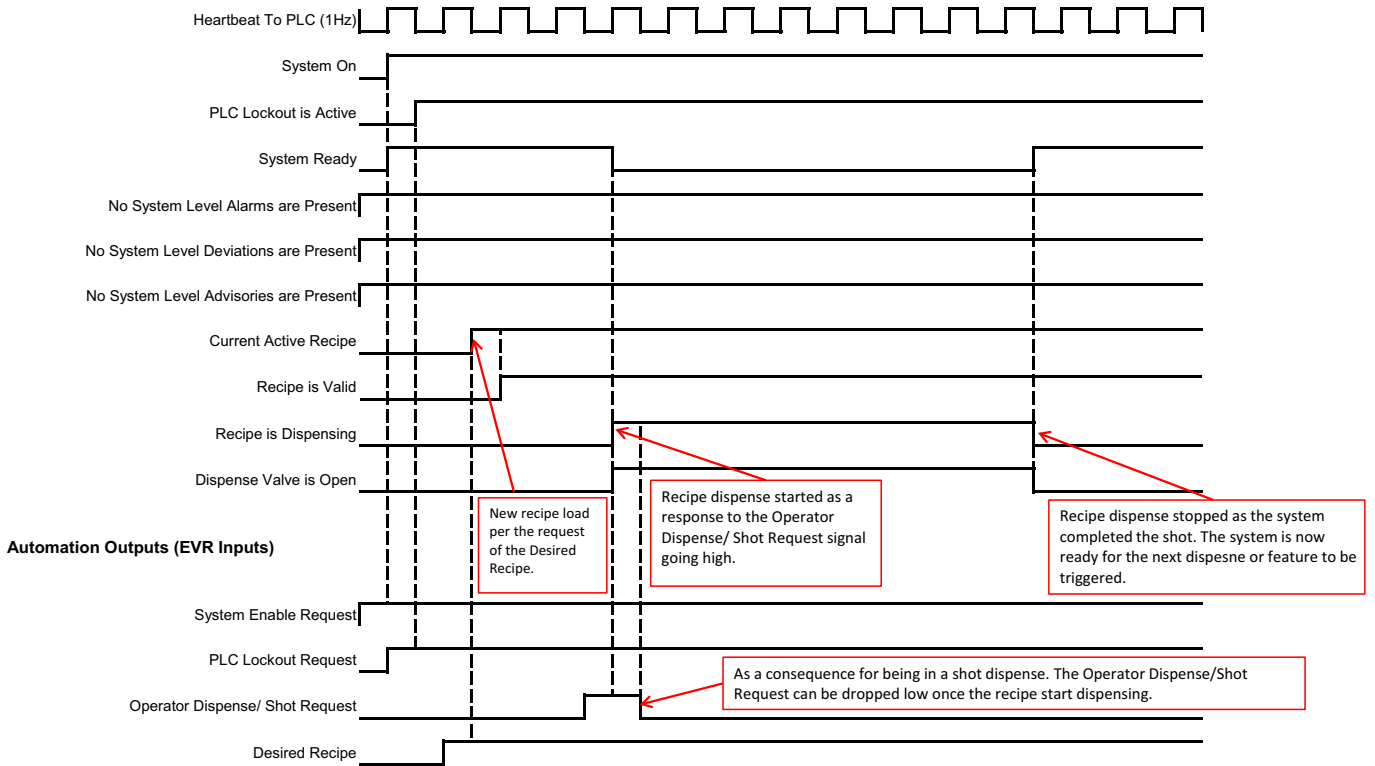 Heartbeat To PLC (1Hz)
System On
PLC Lockout is Active
System Ready
No System Level Alarms are Present
No System Level Deviations are Present
No System Level Advisories are Present
Current Active Recipe
Recipe is Valid
Recipe is Dispensing
Dispense Valve is Open
New recipe load
per the request
of the Desired
Recipe.
Recipe dispense started as a
response to the Operator
Dispense/ Shot Request signal
going high.
Recipe dispense stopped as the system
completed the shot. The system is now
ready for the next dispesne or feature to be
triggered.
Automation Outputs (EVR Inputs)
System Enable Request
PLC Lockout Request
As a consequence for being in a shot dispense. The Operator Dispense/Shot
Request can be dropped low once the recipe start dispensing.
Operator Dispense/ Shot Request
Desired Recipe